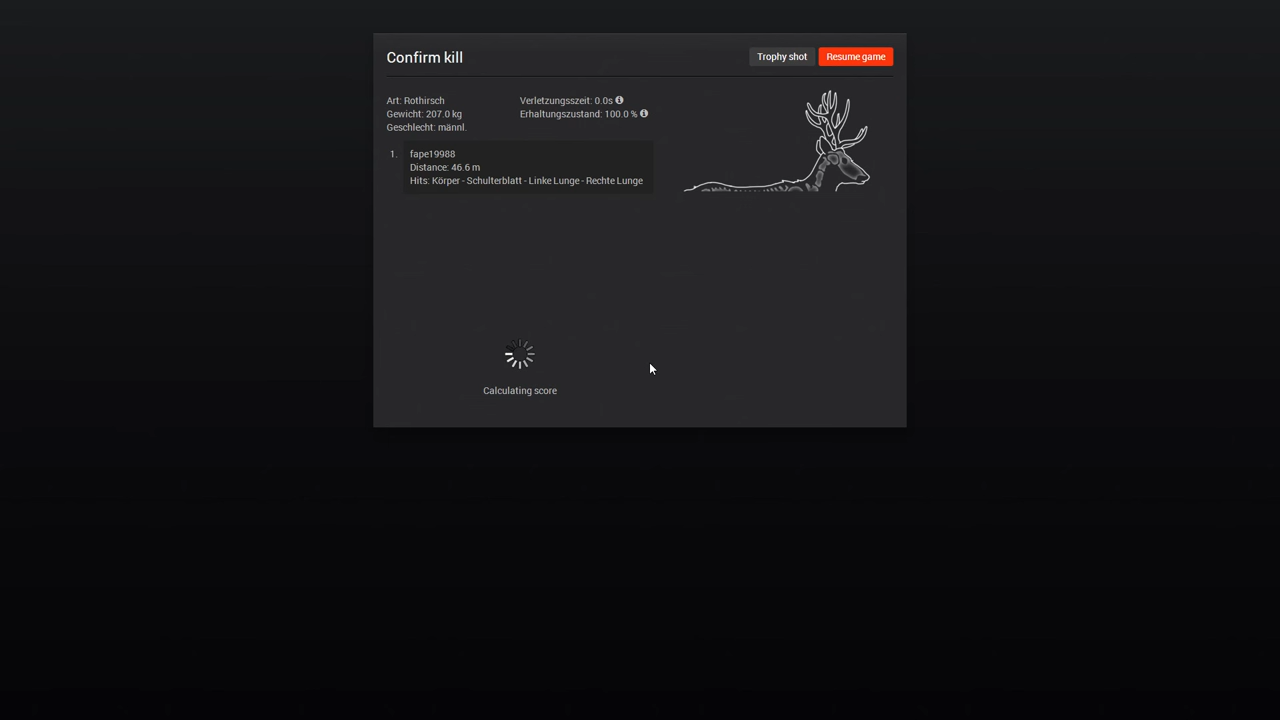 Confirm kill
Trophy shot
Resume game
Art: Rothirsch
Gewicht: 207.0 kg
Geschlecht: männl.
Verletzungsszeit: 0.0s
Erhaltungszustand: 100.0 %
1.
fape19988
Distance: 46.6 m
Hits: Körper - Schulterblatt - Linke Lunge - Rechte Lunge
Calculating score